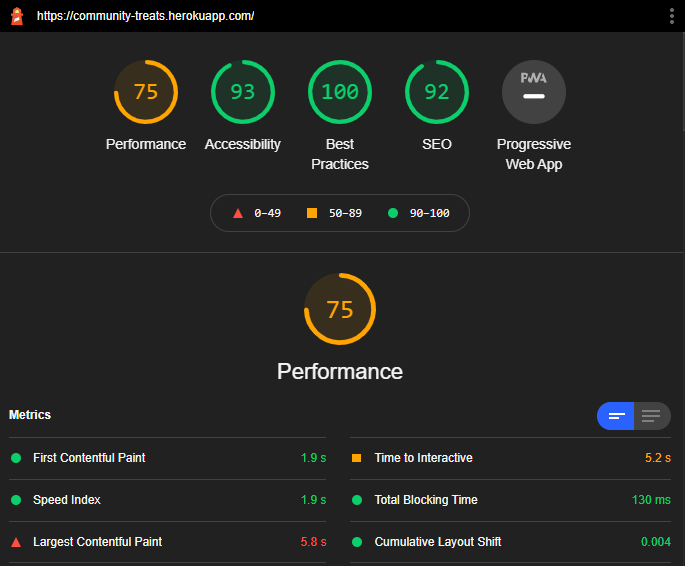 https://community-treats.herokuapp.com/
75
93
100
92
PWA
Performance
Accessibility
Best
Practices
SEO
Progressive
Web App
0–49
50–89
90–100
75
Performance
Metrics
First Contentful Paint 1.9 s
Time to Interactive 5.2 s
Speed Index 1.9 s
Total Blocking Time 130 ms
Largest Contentful Paint 5.8 s
Cumulative Layout Shift 0.004